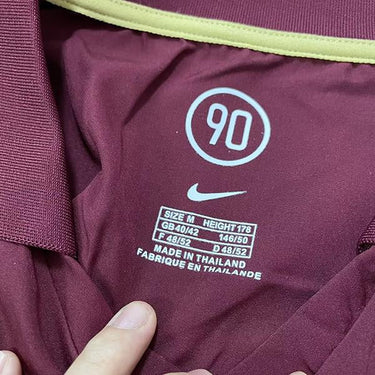 90
SIZE M HEIGHT 178
GB 40/42 146/50
F 48/52 D 48/52
MADE IN THAILAND
FABRIQUE EN THAILANDE